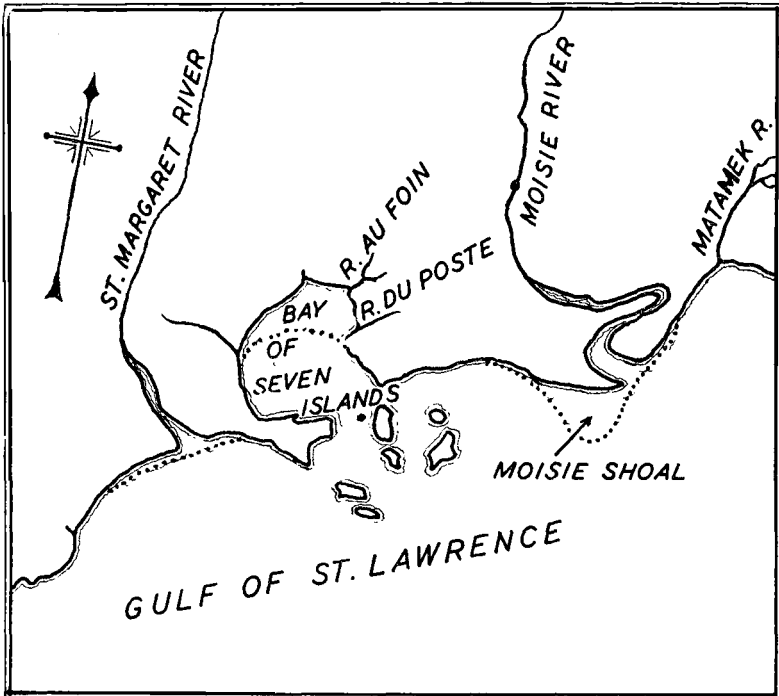 ST. MARGARET RIVER
MOISIE RIVER
MATAMEK R.
R. AU FOIN
R. DU POSTE
BAY
OF
SEVEN
ISLANDS
MOISIE SHOAL
GULF OF ST. LAWRENCE